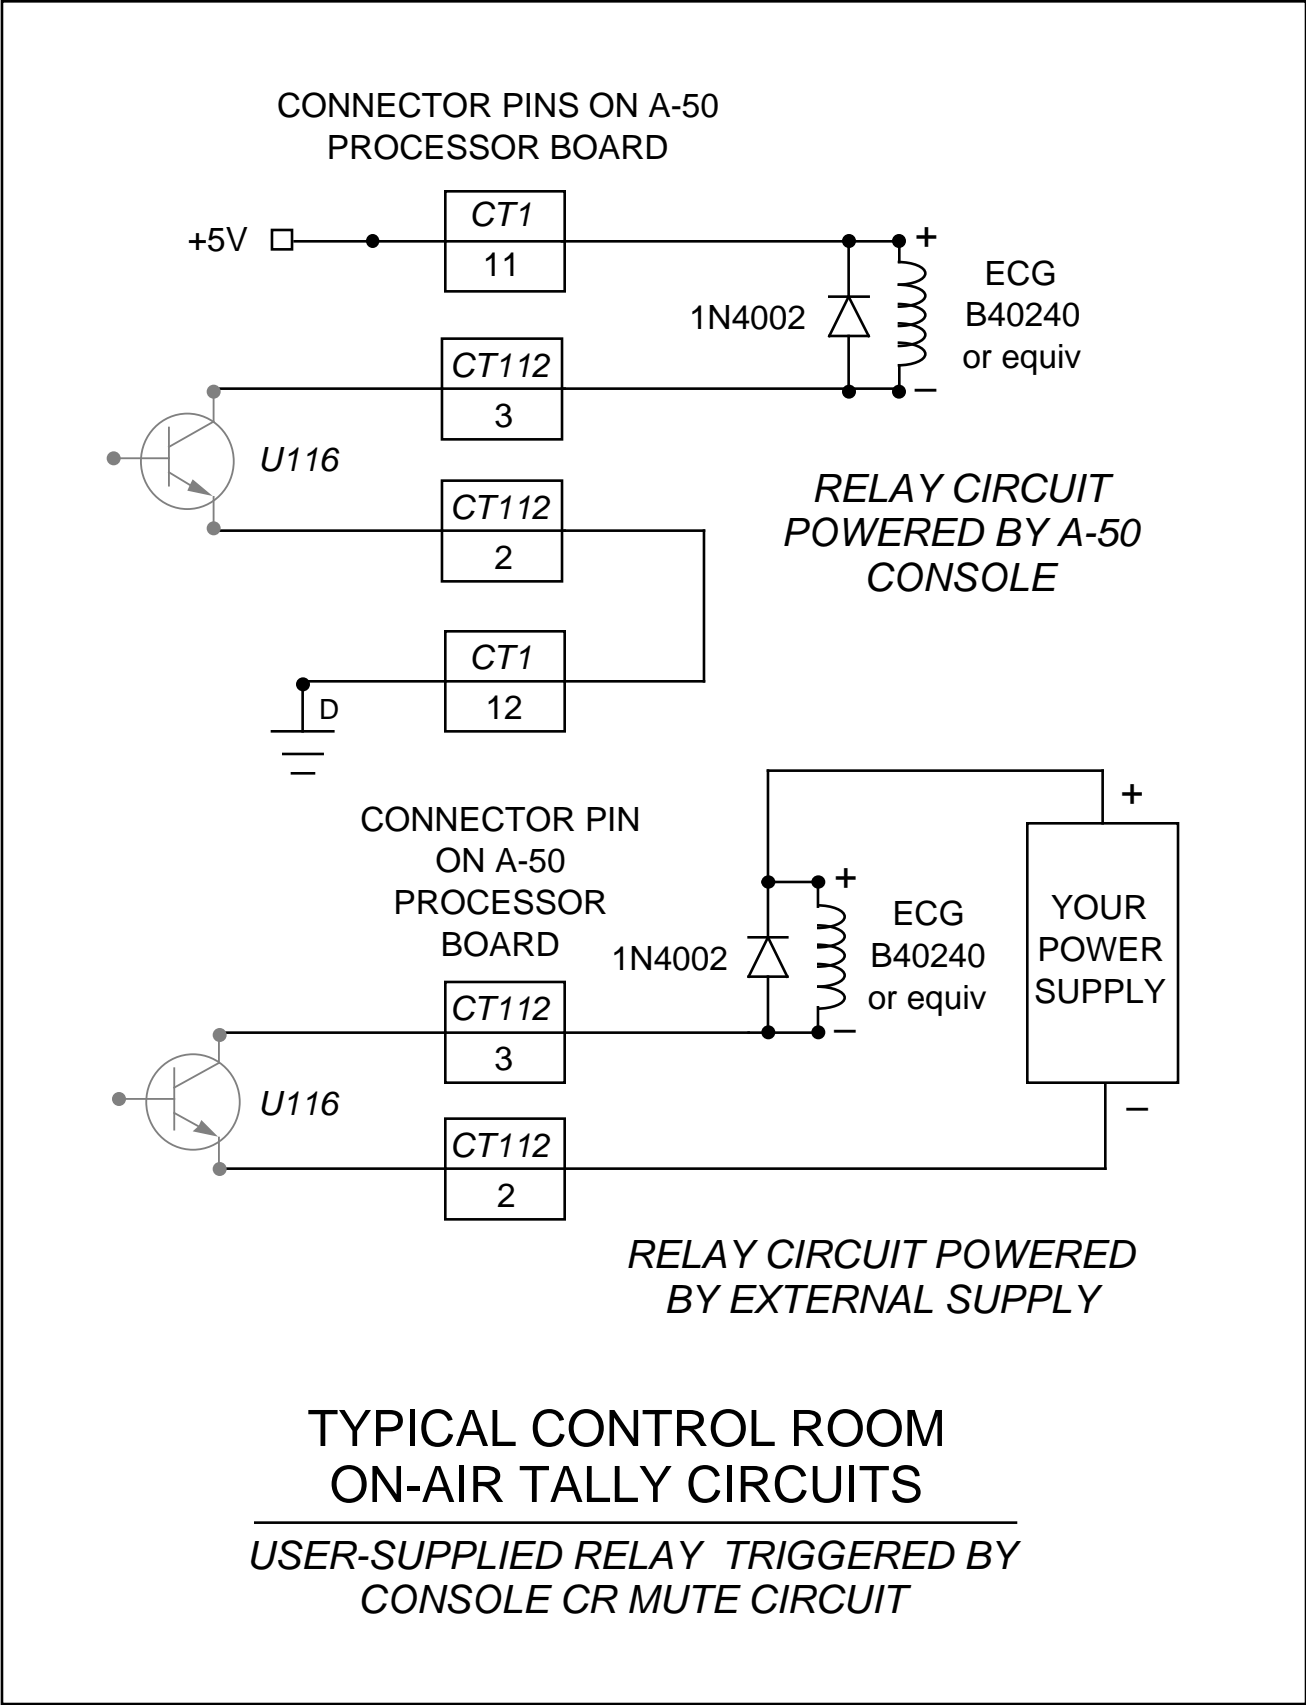 CONNECTOR PINS ON A-50
PROCESSOR BOARD
+5V
CT1
11
+
1N4002
ECG
B40240
or equiv
–
CT112
3
U116
CT112
2
RELAY CIRCUIT
POWERED BY A-50
CONSOLE
CT1
12
D
CONNECTOR PIN
ON A-50
PROCESSOR
BOARD
+
1N4002
ECG
B40240
or equiv
–
+
YOUR
POWER
SUPPLY
–
CT112
3
U116
CT112
2
RELAY CIRCUIT POWERED
BY EXTERNAL SUPPLY
TYPICAL CONTROL ROOM
ON-AIR TALLY CIRCUITS
USER-SUPPLIED RELAY TRIGGERED BY
CONSOLE CR MUTE CIRCUIT